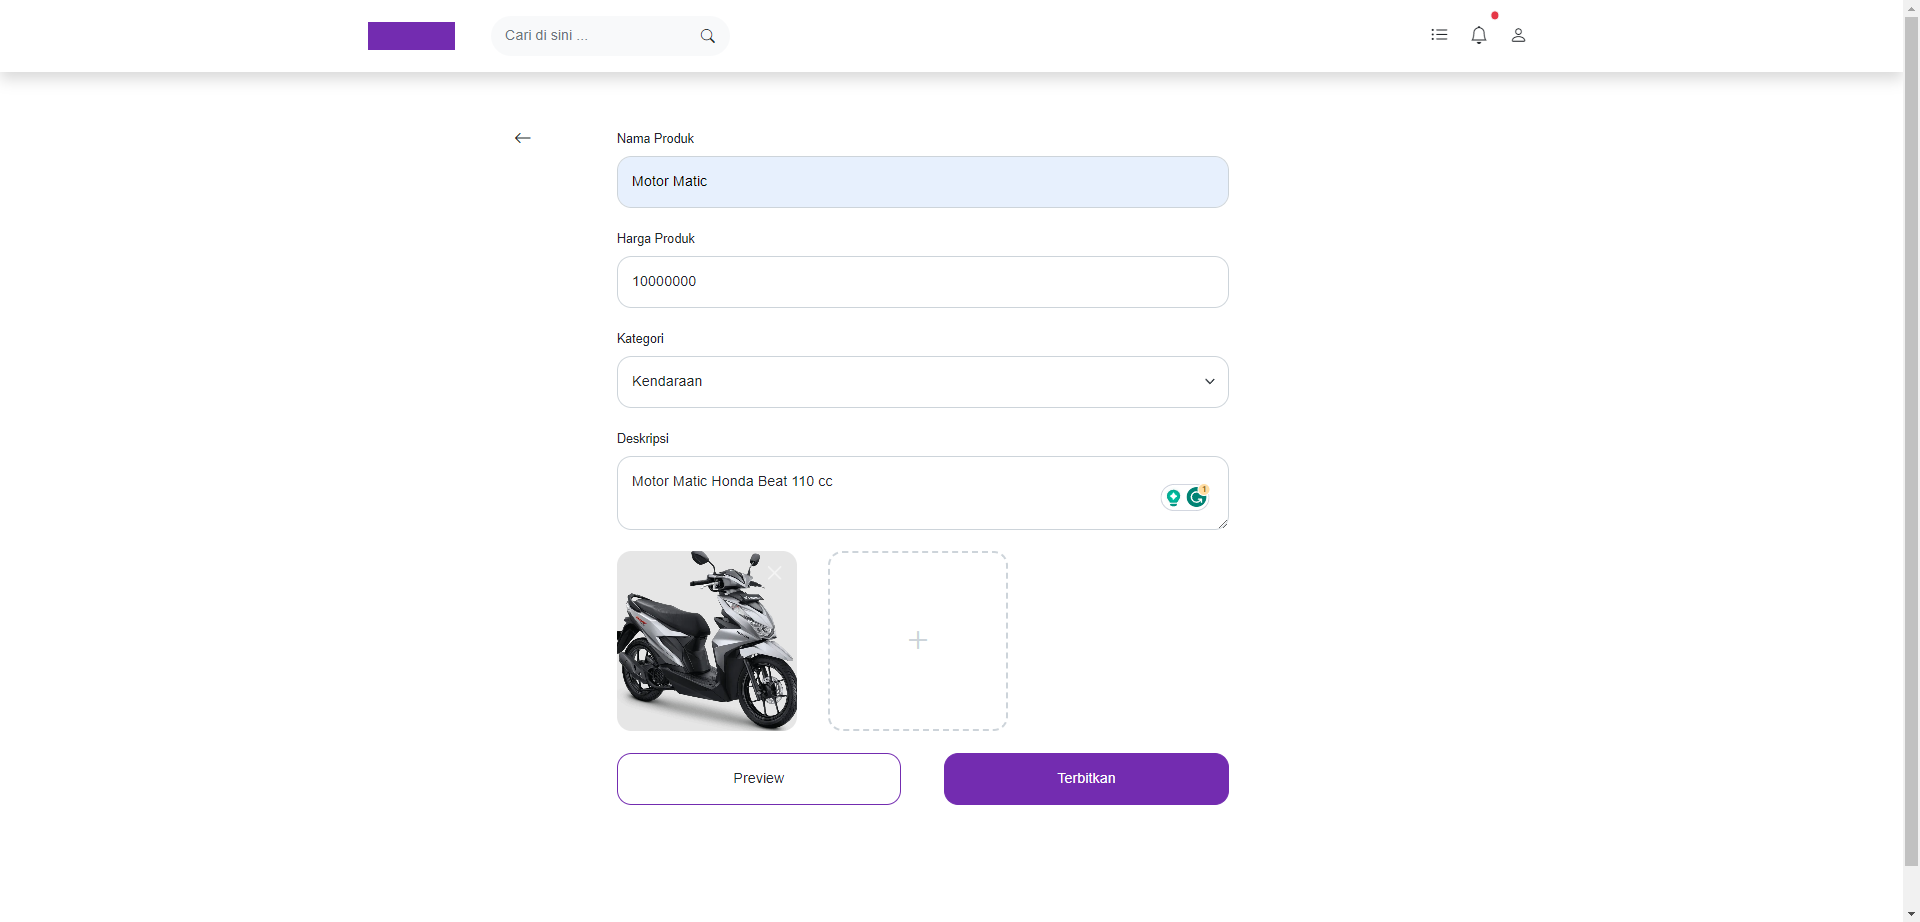 Cari di sini ...
Nama Produk
Motor Matic
Harga Produk
10000000
Kategori
Kendaraan
Deskripsi
Motor Matic Honda Beat 110 cc
1
Preview
Terbitkan